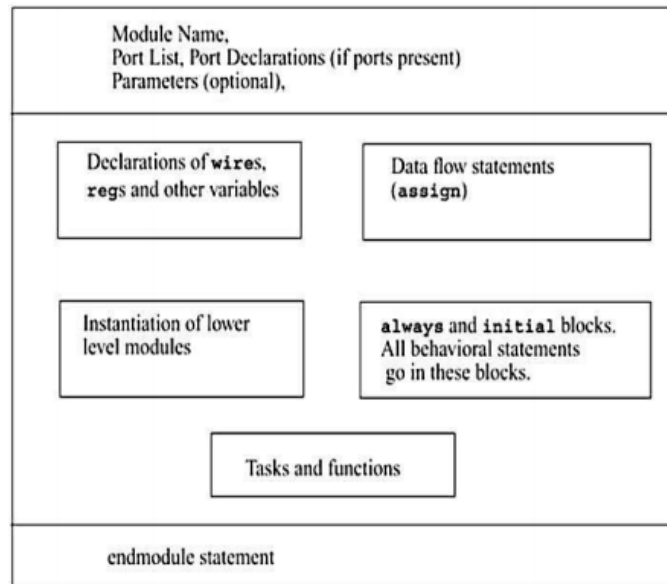 Module Name,
Port List, Port Declarations (if ports present)
Parameters (optional),
Declarations of wires,
regs and other variables
Data flow statements
(assign)
Instantiation of lower
level modules
always and initial blocks.
All behavioral statements
go in these blocks.
Tasks and functions
endmodule statement